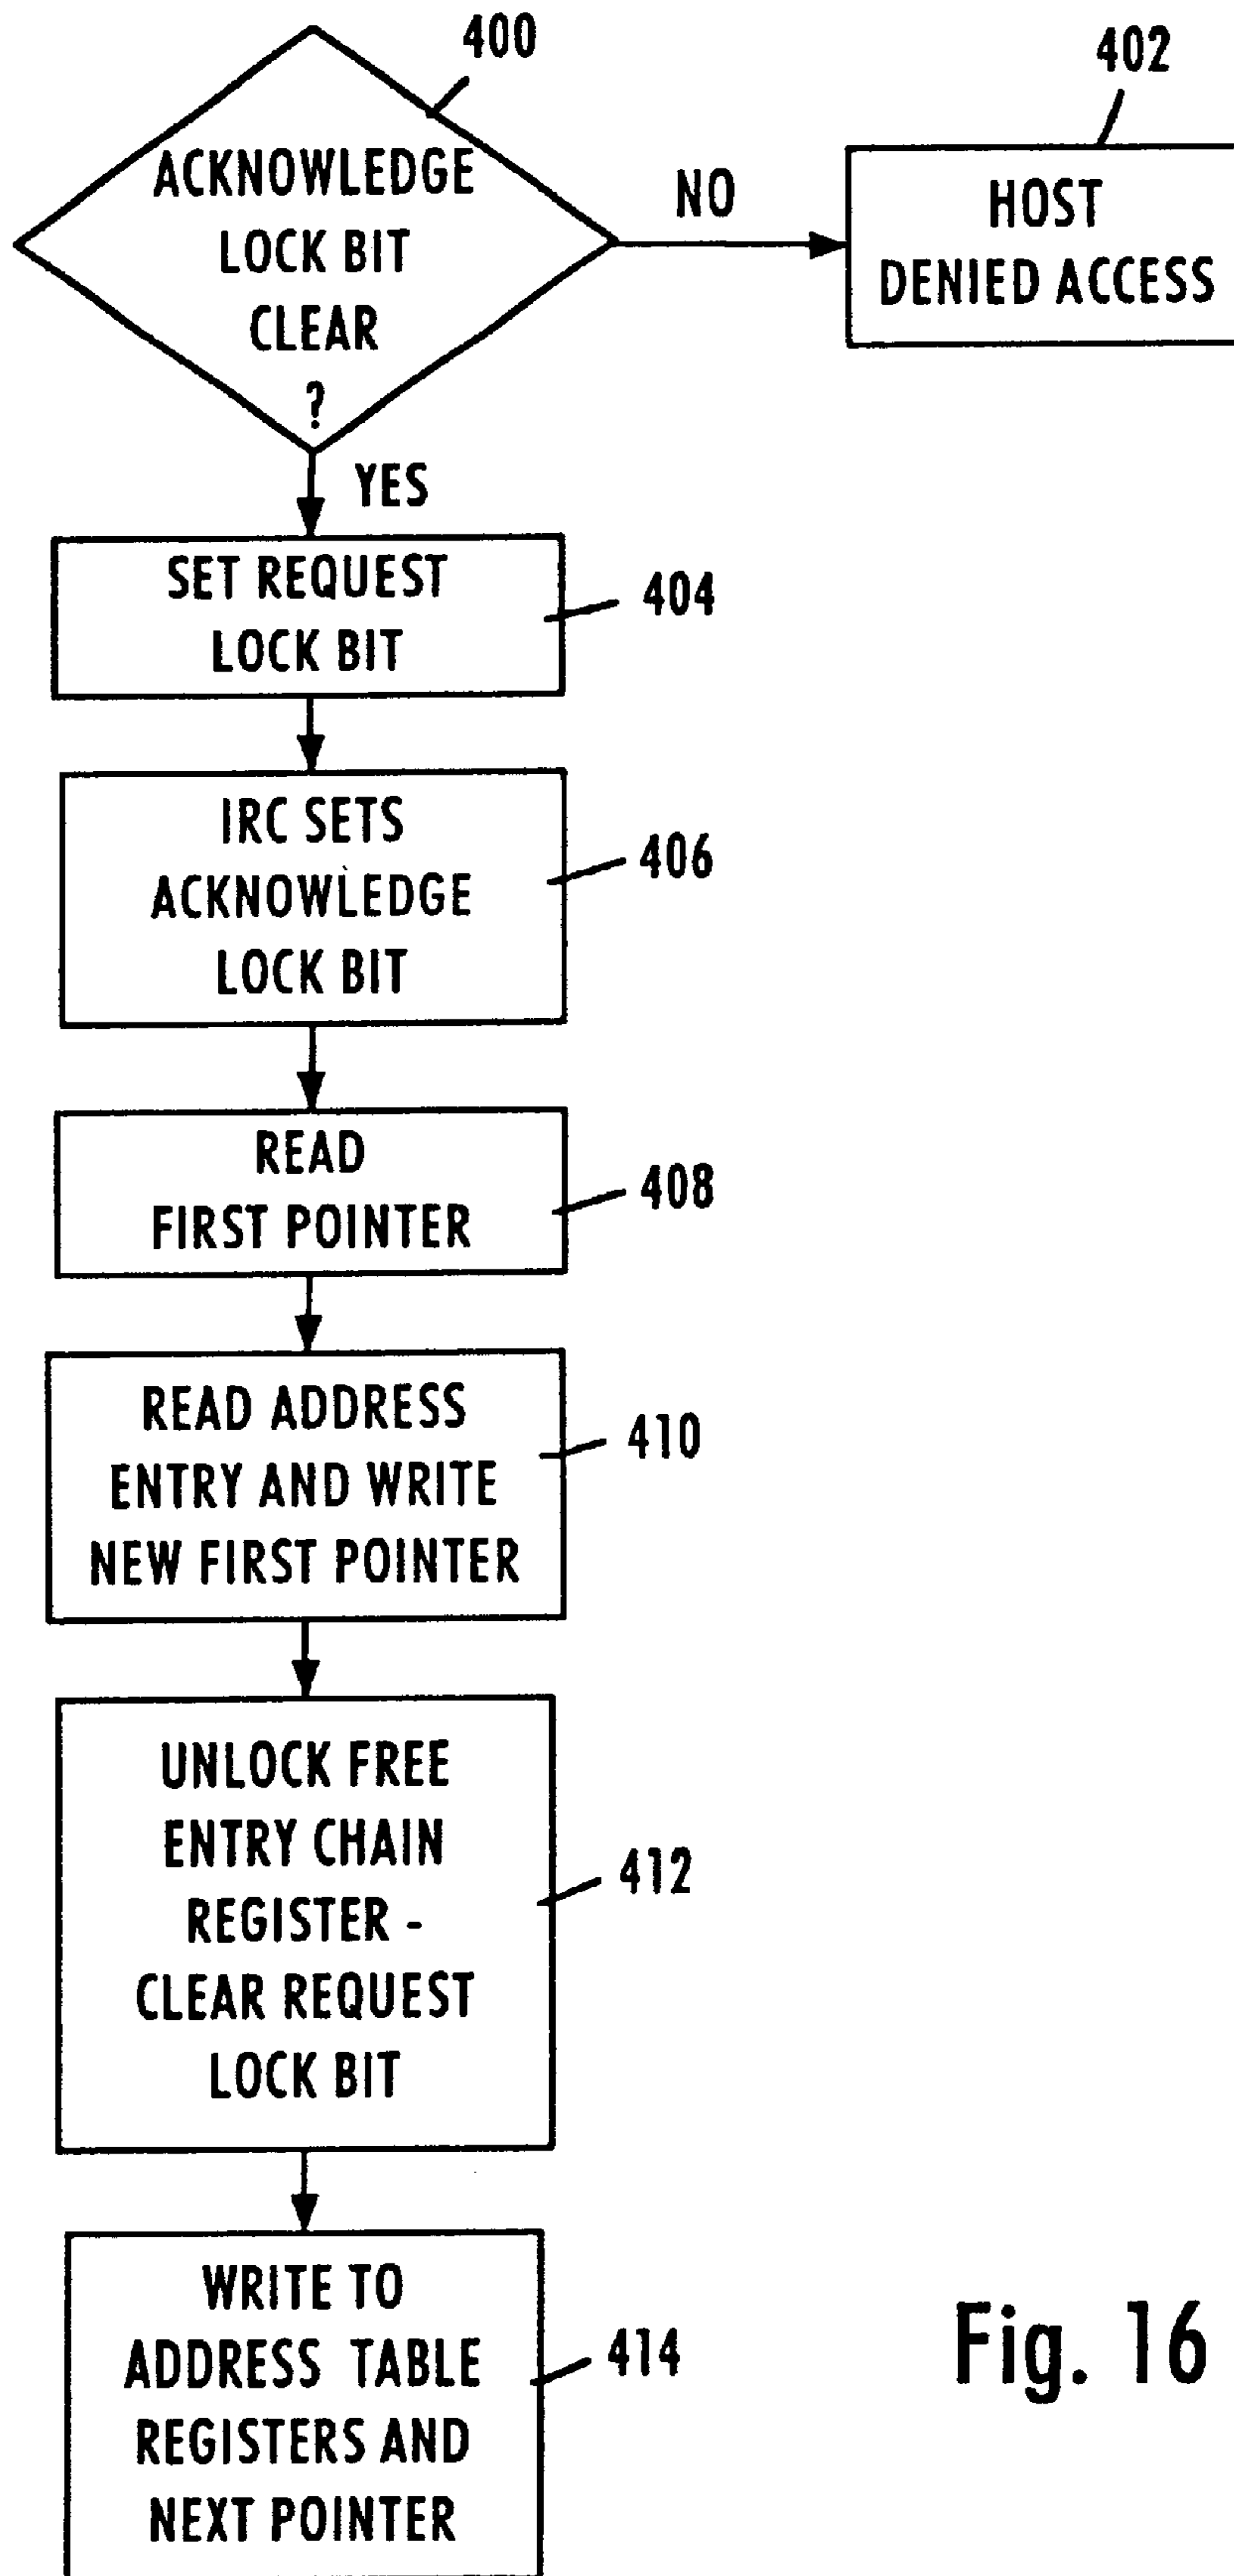 400
402
ACKNOWLEDGE
LOCK BIT
CLEAR
?
NO
HOST
DENIED ACCESS
YES
SET REQUEST
LOCK BIT
404
IRC SETS
ACKNOWLEDGE
LOCK BIT
406
READ
FIRST POINTER
408
READ ADDRESS
ENTRY AND WRITE
NEW FIRST POINTER
410
UNLOCK FREE
ENTRY CHAIN
REGISTER -
CLEAR REQUEST
LOCK BIT
412
WRITE TO
ADDRESS TABLE
REGISTERS AND
NEXT POINTER
414
Fig. 16